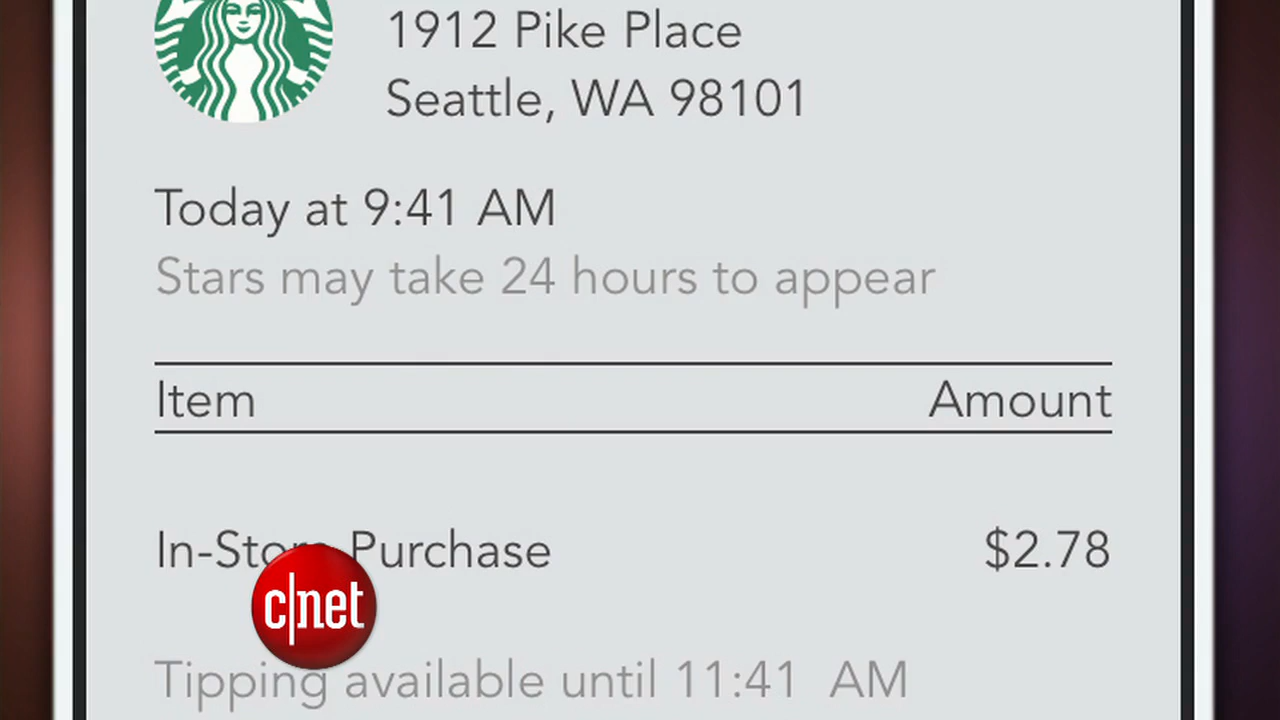 1912 Pike Place
Seattle, WA 98101
Today at 9:41 AM
Stars may take 24 hours to appear
Item Amount
In-Store Purchase $2.78
c|net
Tipping available until 11:41 AM